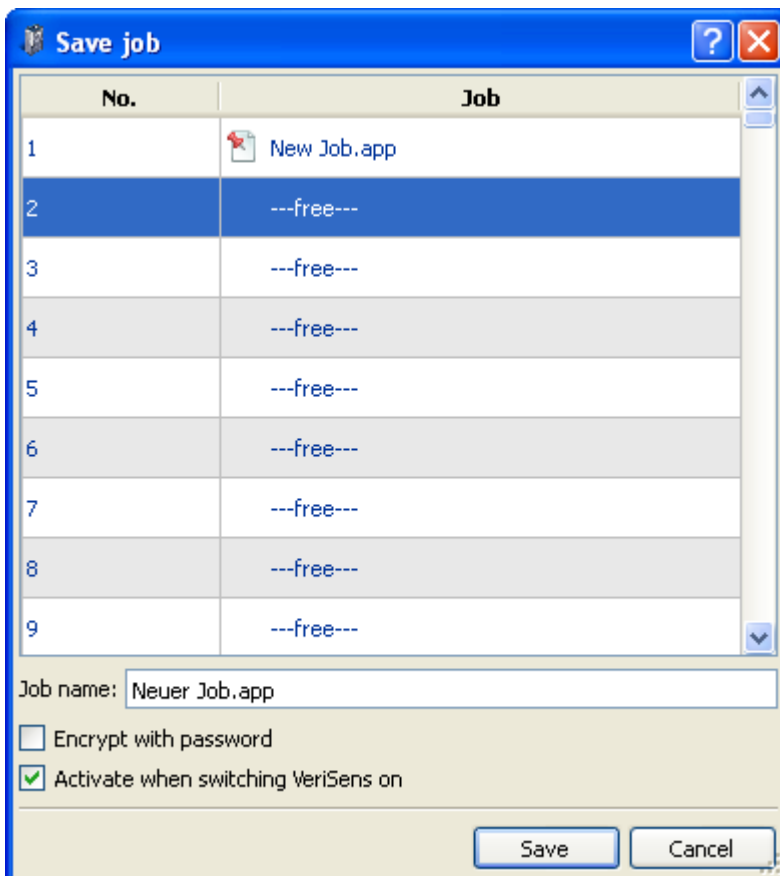 Save job
No. Job
1 New Job.app
2 ---free---
3 ---free---
4 ---free---
5 ---free---
6 ---free---
7 ---free---
8 ---free---
9 ---free---
Job name: Neuer Job.app
Encrypt with password
Activate when switching VeriSens on
Save Cancel